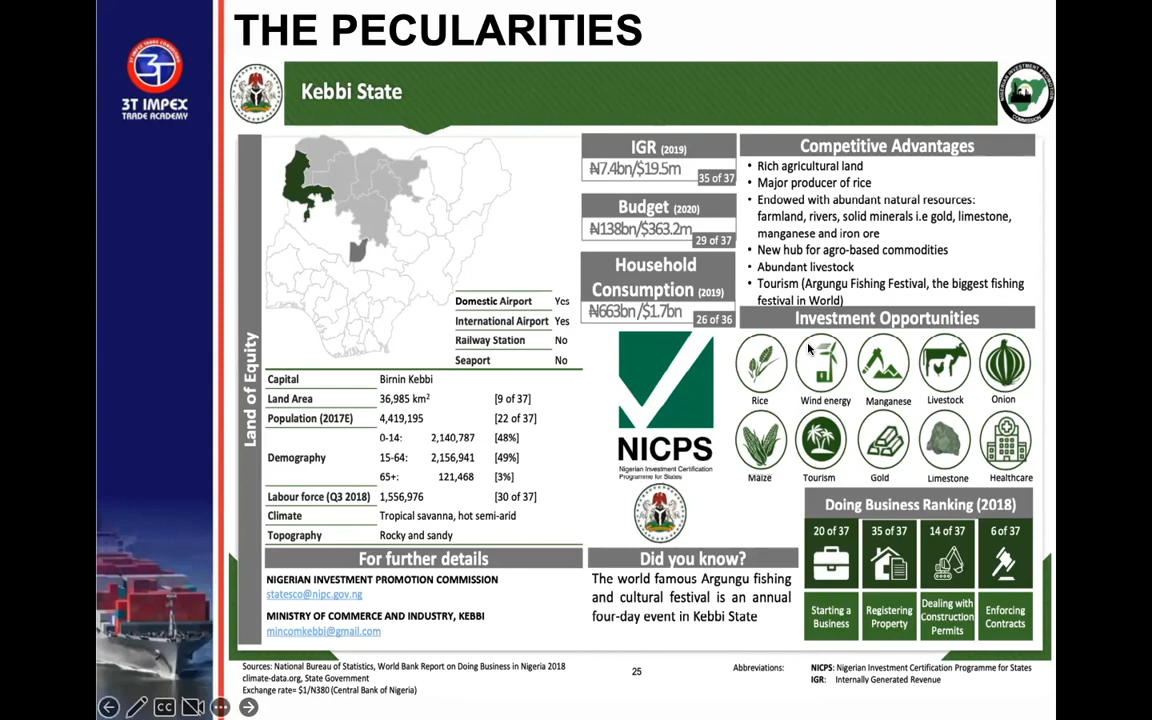 THE PECULARITIES
3T IMPEX
TRADE ACADEMY
Kebbi State
Land of Equity
Domestic Airport Yes
International Airport Yes
Railway Station No
Seaport No
Capital Birnin Kebbi
Land Area 36,985 km² [9 of 37]
Population (2017E) 4,419,195 [22 of 37]
0-14: 2,140,787 [48%]
Demography 15-64: 2,156,941 [49%]
65+: 121,468 [3%]
Labour force (Q3 2018) 1,556,976 [30 of 37]
Climate Tropical savanna, hot semi-arid
Topography Rocky and sandy
For further details
NIGERIAN INVESTMENT PROMOTION COMMISSION
statesco@nipc.gov.ng
MINISTRY OF COMMERCE AND INDUSTRY, KEBBI
mincomkebbi@gmail.com
IGR (2019)
₦7.4bn/$19.5m
35 of 37
Budget (2020)
₦138bn/$363.2m
29 of 37
Household
Consumption (2019)
₦663bn/$1.7bn
26 of 36
NICPS
Nigerian Investment Certification
Programme for States
Did you know?
The world famous Argungu fishing
and cultural festival is an annual
four-day event in Kebbi State
Competitive Advantages
• Rich agricultural land
• Major producer of rice
• Endowed with abundant natural resources:
farmland, rivers, solid minerals i.e gold, limestone,
manganese and iron ore
• New hub for agro-based commodities
• Abundant livestock
• Tourism (Argungu Fishing Festival, the biggest fishing
festival in World)
Investment Opportunities
Rice Wind energy Manganese Livestock Onion
Maize Tourism Gold Limestone Healthcare
Doing Business Ranking (2018)
20 of 37 35 of 37 14 of 37 6 of 37
Starting a
Business
Registering
Property
Dealing with
Construction
Permits
Enforcing
Contracts
Sources: National Bureau of Statistics, World Bank Report on Doing Business in Nigeria 2018
climate-data.org, State Government
Exchange rate= $1/N380 (Central Bank of Nigeria)
25
Abbreviations: NICPS: Nigerian Investment Certification Programme for States
IGR: Internally Generated Revenue
CC